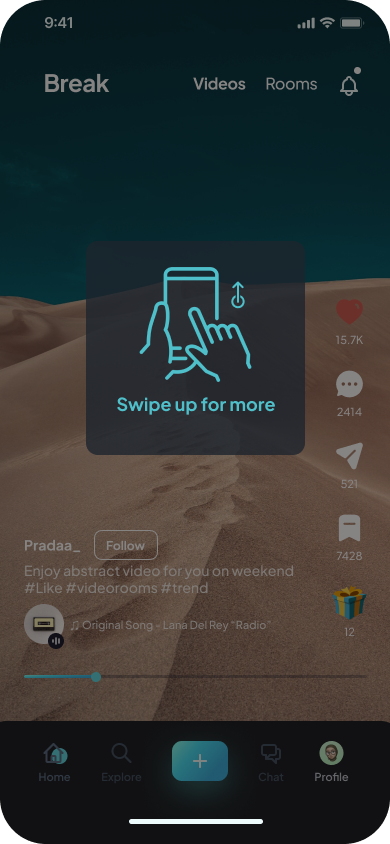 9:41
Break
Videos
Rooms
Swipe up for more
15.7K
2414
521
7428
12
Pradaa_
Follow
Enjoy abstract video for you on weekend
#Like #videorooms #trend
♫ Original Song - Lana Del Rey “Radio”
Home
Explore
Chat
Profile